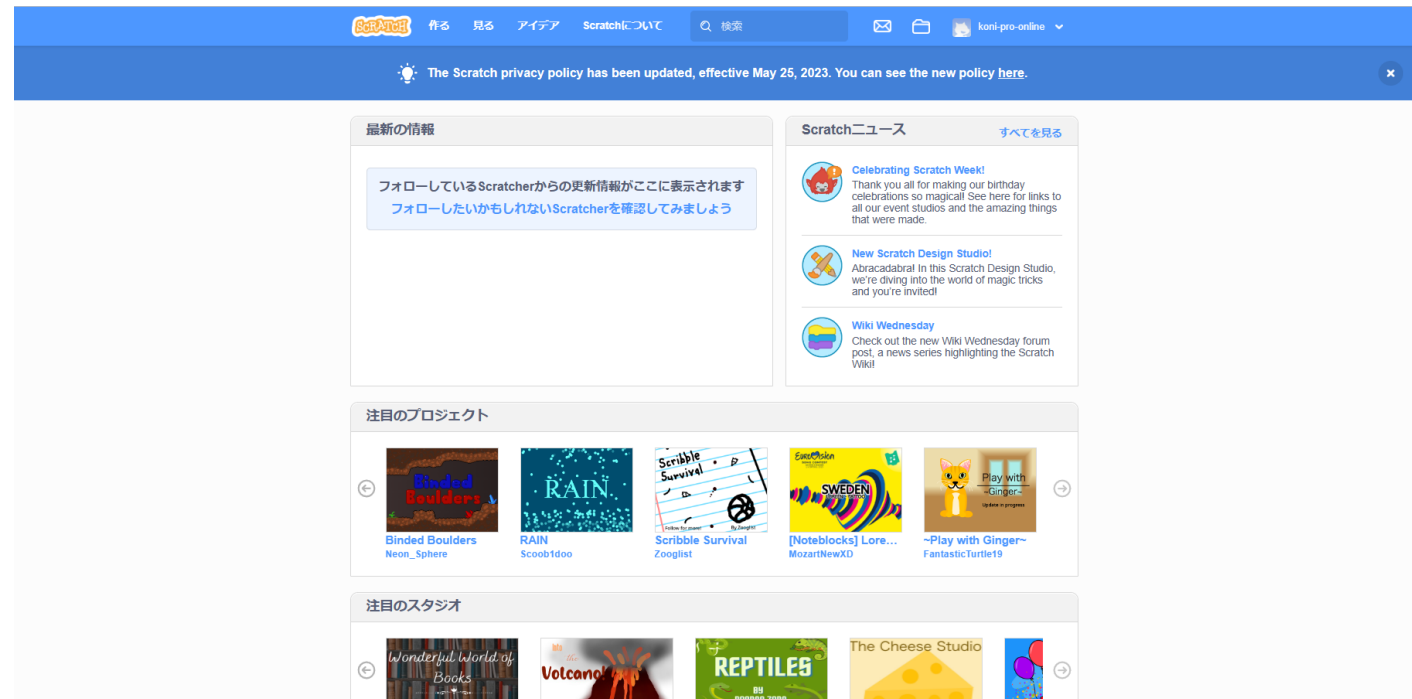 SCRATCH 作る 見る アイデア Scratchについて 検索 koni-pro-online
The Scratch privacy policy has been updated, effective May 25, 2023. You can see the new policy here.
最新の情報
フォローしているScratcherからの更新情報がここに表示されます
フォローしたいかもしれないScratcherを確認してみましょう
Scratchニュース すべてを見る
Celebrating Scratch Week!
Thank you all for making our birthday
celebrations so magical! See here for links to
all our event studios and the amazing things
that were made.
New Scratch Design Studio!
Abracadabra! In this Scratch Design Studio,
we're diving into the world of magic tricks
and you're invited!
Wiki Wednesday
Check out the new Wiki Wednesday forum
post, a news series highlighting the Scratch
Wiki!
注目のプロジェクト
Binded
Boulders
RAIN
Scribble
Survival
Follow for more! By Zooglist
EUROVISION
SWEDEN
Play with
~Ginger~
Update in progress
Binded Boulders
Neon_Sphere
RAIN
Scoob1doo
Scribble Survival
Zooglist
[Noteblocks] Lore...
MozartNewXD
~Play with Ginger~
FantasticTurtle19
注目のスタジオ
Wonderful World of
Books
Into
the
Volcano!
REPTILES
BY
The Cheese Studio